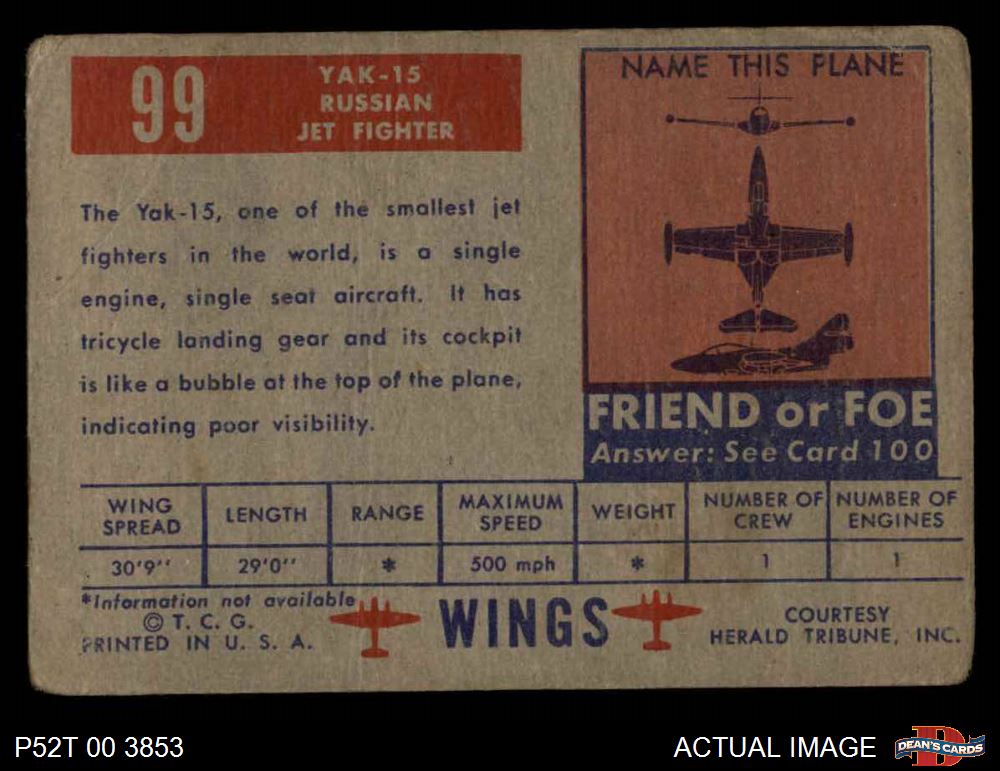 99
YAK-15
RUSSIAN
JET FIGHTER
The Yak-15, one of the smallest jet
fighters in the world, is a single
engine, single seat aircraft. It has
tricycle landing gear and its cockpit
is like a bubble at the top of the plane,
indicating poor visibility.
NAME THIS PLANE
FRIEND or FOE
Answer: See Card 100
WING SPREAD
LENGTH
RANGE
MAXIMUM SPEED
WEIGHT
NUMBER OF CREW
NUMBER OF ENGINES
30'9"
29'0"
*
500 mph
*
1
1
*Information not available
© T. C. G.
PRINTED IN U. S. A.
WINGS
COURTESY
HERALD TRIBUNE, INC.
P52T 00 3853
ACTUAL IMAGE
D
DEAN'S CARDS